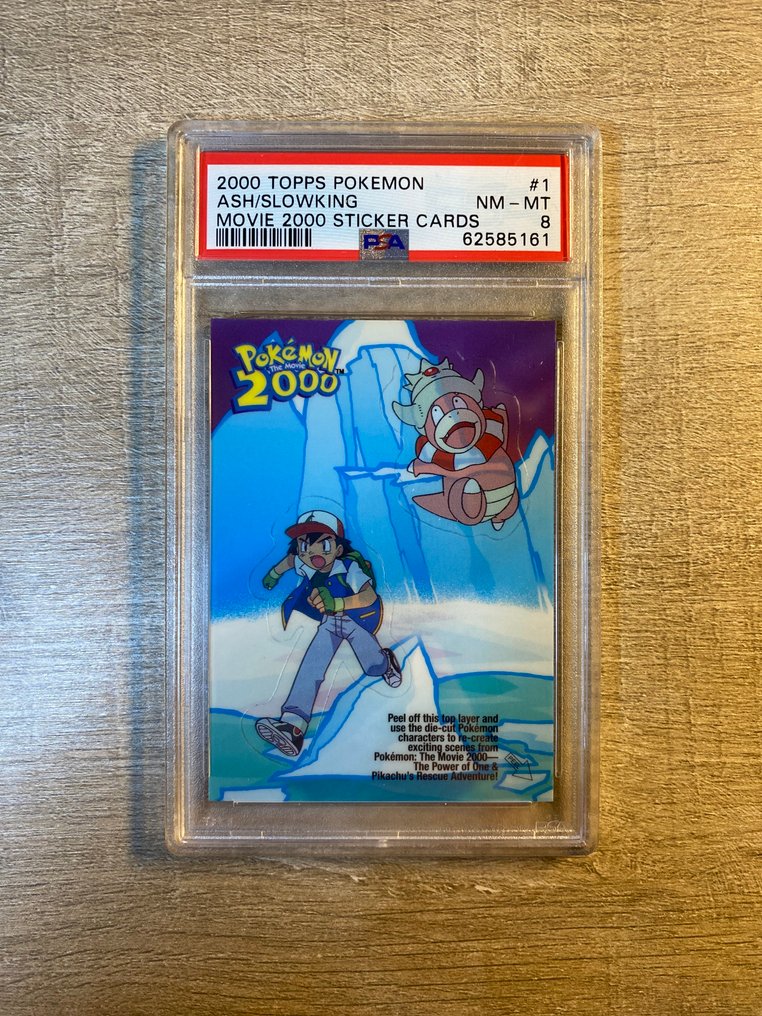 2000 TOPPS POKEMON #1
ASH/SLOWKING NM - MT
MOVIE 2000 STICKER CARDS 8
PSA 62585161
POKéMON
The Movie
2000™
Peel off this top layer and
use the die-cut Pokémon
characters to re-create
exciting scenes from
Pokémon: The Movie 2000—
The Power of One &
Pikachu's Rescue Adventure!